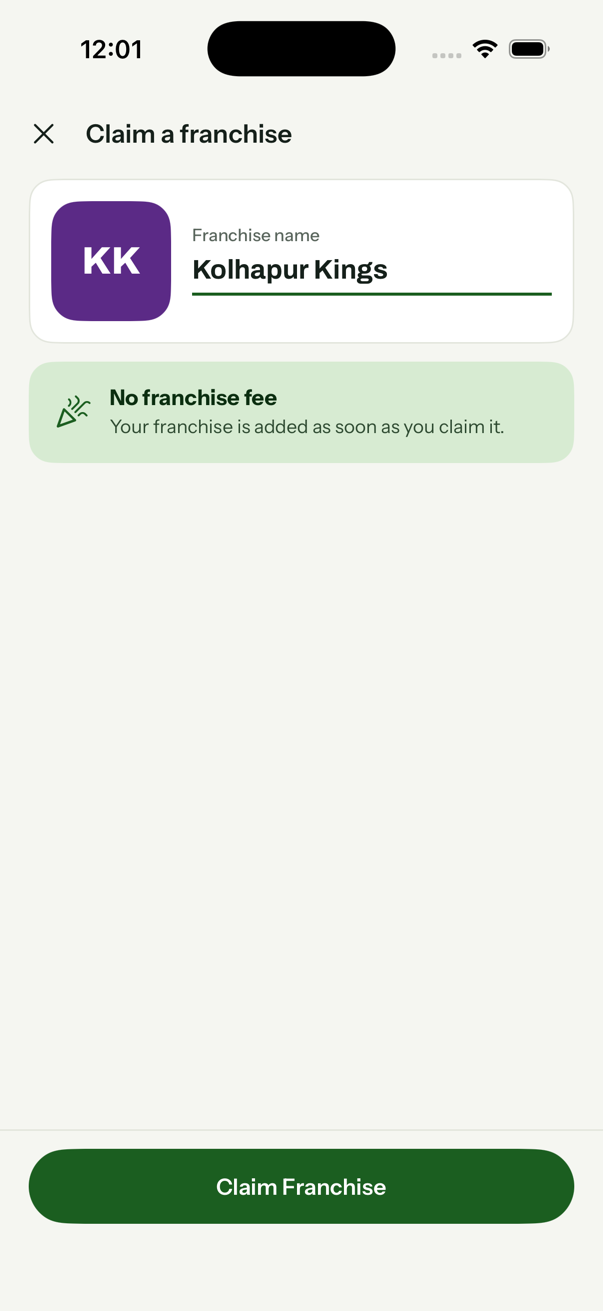 12:01
Claim a franchise
KK
Franchise name
Kolhapur Kings
No franchise fee
Your franchise is added as soon as you claim it.
Claim Franchise